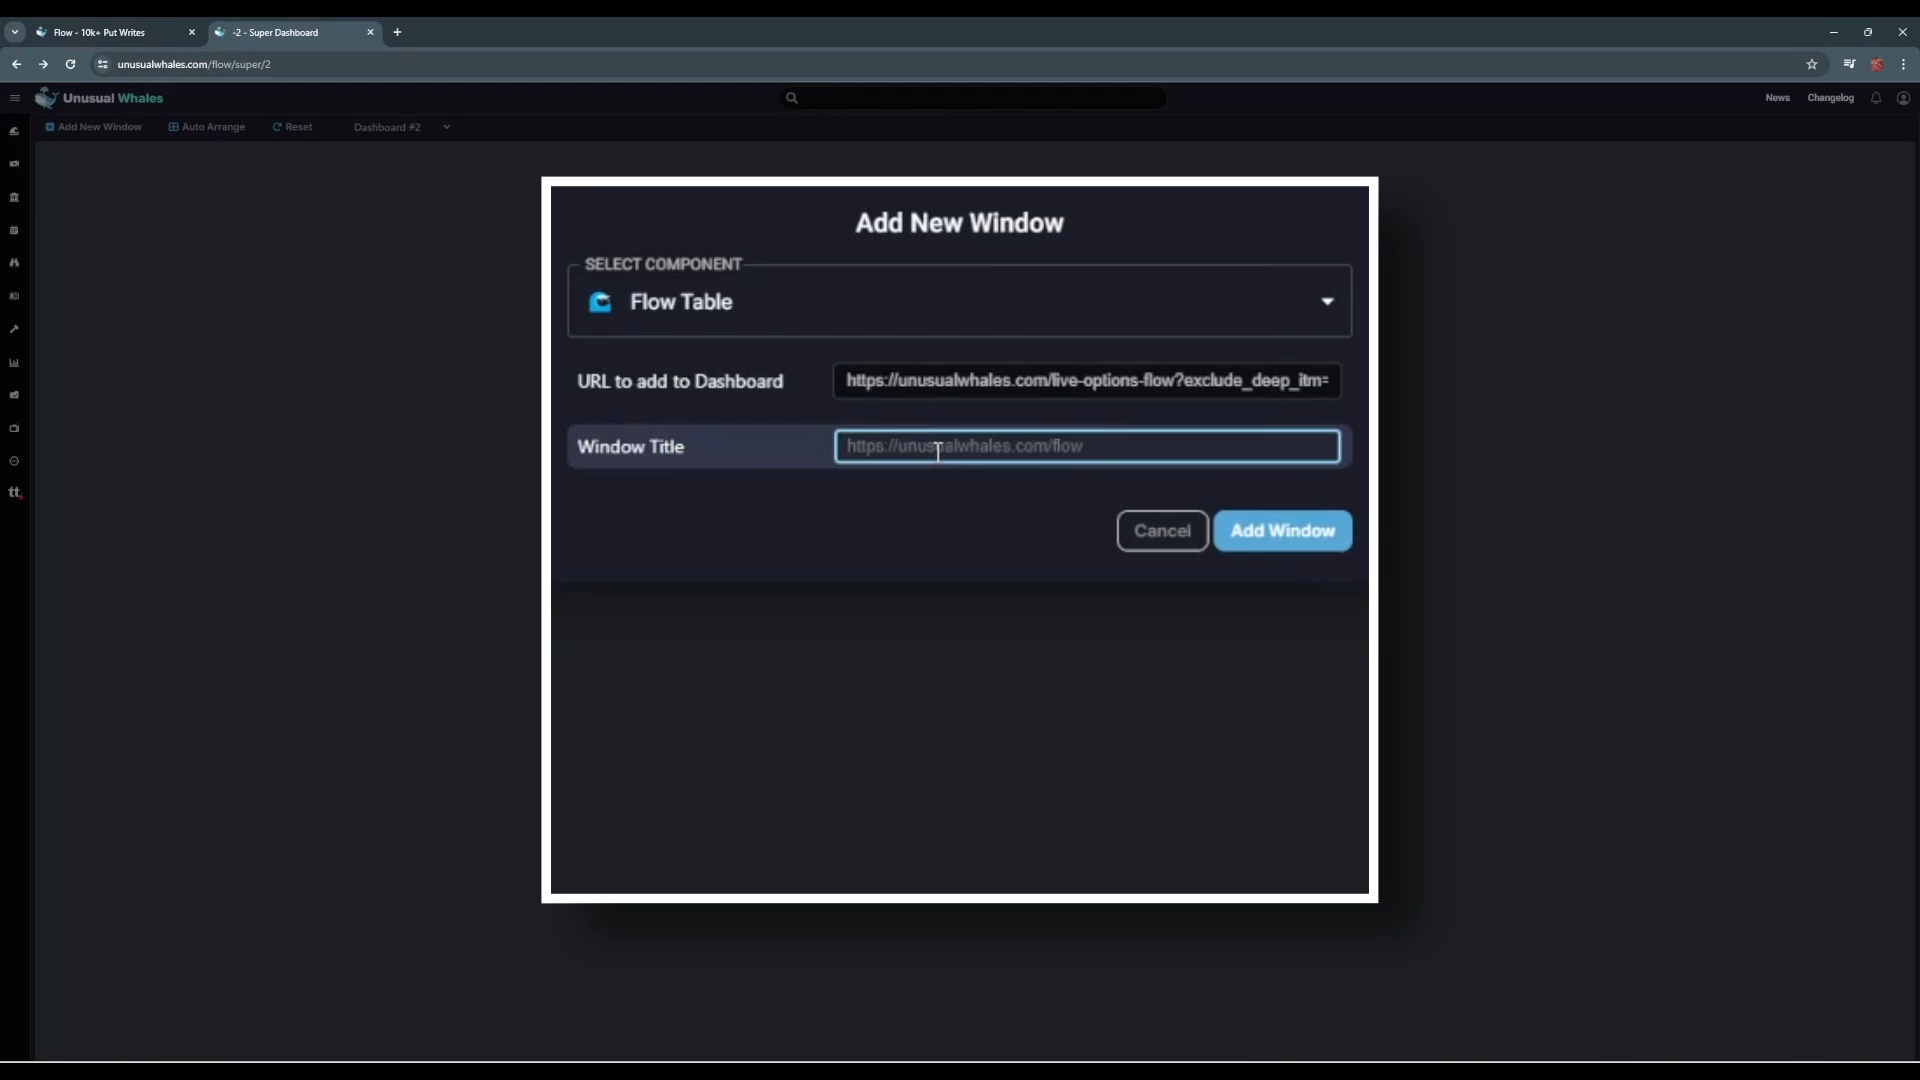 Flow - 10k+ Put Writes
-2 - Super Dashboard
unusualwhales.com/flow/super/2
Unusual Whales
News
Changelog
Add New Window
Auto Arrange
Reset
Dashboard #2
Add New Window
SELECT COMPONENT
Flow Table
URL to add to Dashboard
https://unusualwhales.com/live-options-flow?exclude_deep_itm=
Window Title
https://unusualwhales.com/flow
Cancel
Add Window
tt